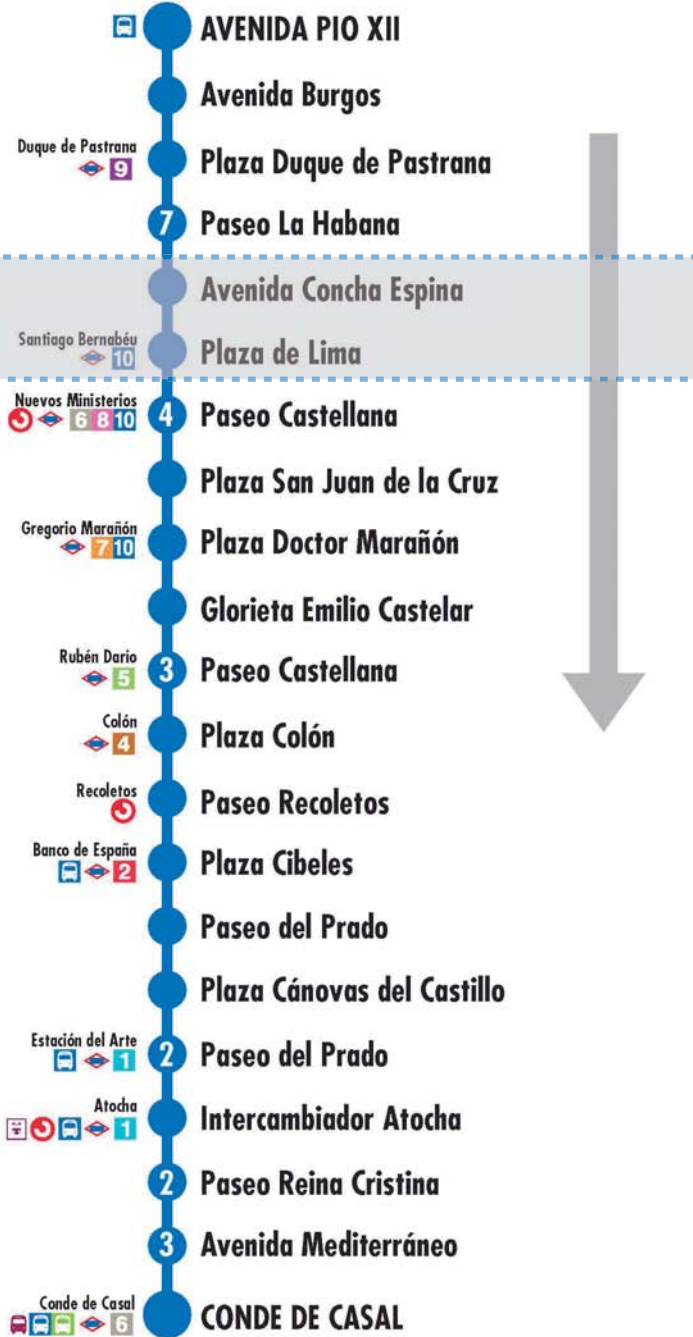 AVENIDA PIO XII
Avenida Burgos
Duque de Pastrana
9
Plaza Duque de Pastrana
7 Paseo La Habana
Avenida Concha Espina
Santiago Bernabéu
10
Plaza de Lima
Nuevos Ministerios
6 8 10
4 Paseo Castellana
Plaza San Juan de la Cruz
Gregorio Marañón
7 10
Plaza Doctor Marañón
Glorieta Emilio Castelar
Rubén Dario
5
3 Paseo Castellana
Colón
4
Plaza Colón
Recoletos
Paseo Recoletos
Banco de España
2
Plaza Cibeles
Paseo del Prado
Plaza Cánovas del Castillo
Estación del Arte
1
2 Paseo del Prado
Atocha
1
Intercambiador Atocha
2 Paseo Reina Cristina
3 Avenida Mediterráneo
Conde de Casal
6
CONDE DE CASAL